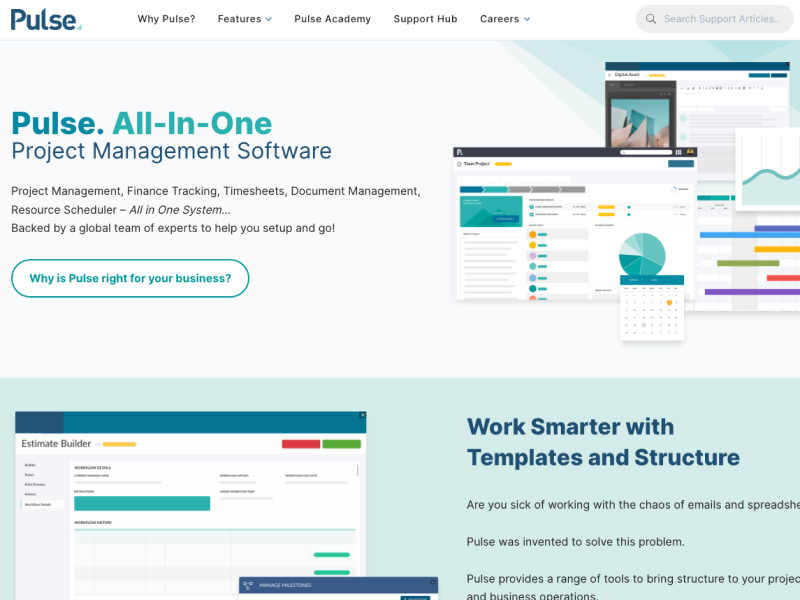 Pulse.
Why Pulse?
Features
Pulse Academy
Support Hub
Careers
Search Support Articles..
Pulse. All-In-One
Project Management Software
Project Management, Finance Tracking, Timesheets, Document Management,
Resource Scheduler – All in One System...
Backed by a global team of experts to help you setup and go!
Why is Pulse right for your business?
Digital Asset
Team Project
Estimate Builder
WORKFLOW DETAILS
WORKFLOW HISTORY
MANAGE MILESTONES
Work Smarter with
Templates and Structure
Are you sick of working with the chaos of emails and
Pulse was invented to solve this problem.
Pulse provides a range of tools to bring structure to your
and business operations.